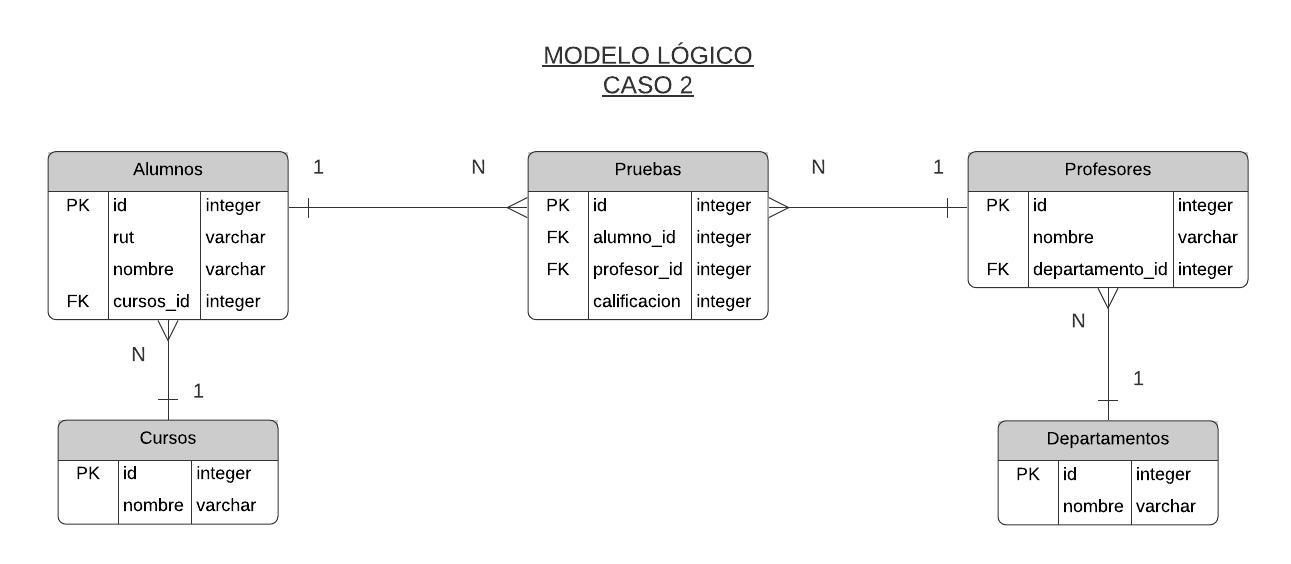 MODELO LÓGICO
CASO 2
Alumnos
PK id integer
rut varchar
nombre varchar
FK cursos_id integer
1 N
Pruebas
PK id integer
FK alumno_id integer
FK profesor_id integer
calificacion integer
N 1
Profesores
PK id integer
nombre varchar
FK departamento_id integer
N
1
Cursos
PK id integer
nombre varchar
N
1
Departamentos
PK id integer
nombre varchar